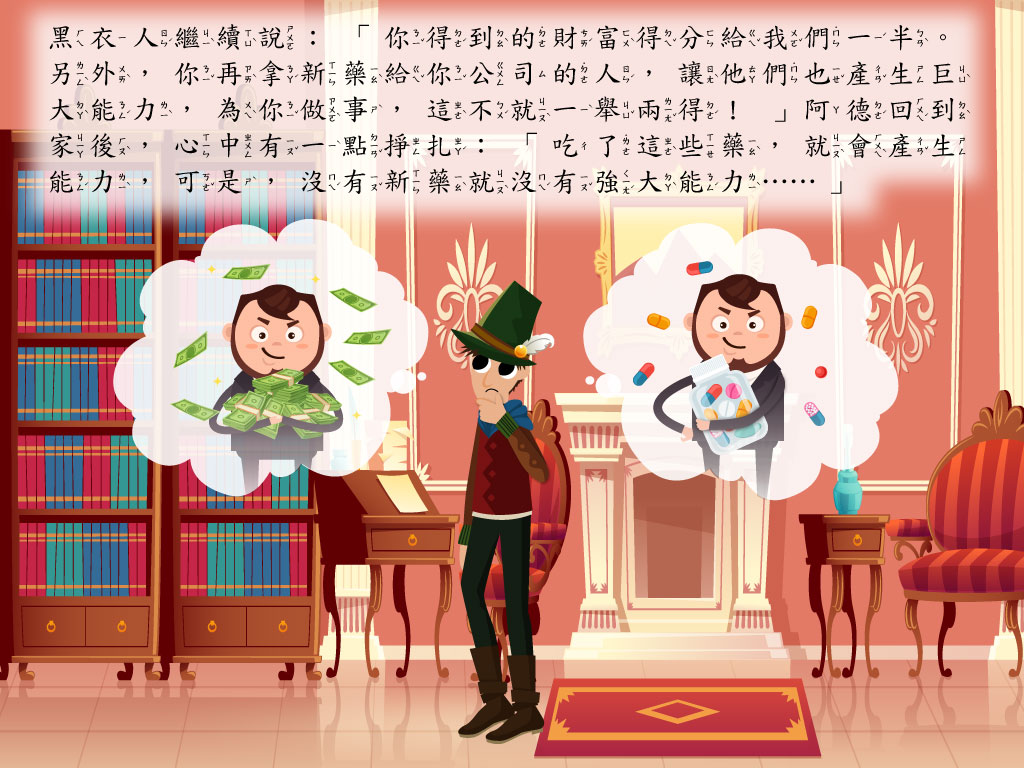 黑衣人繼續說：「你得到的財富得分給我們一半。
另外，你再拿新藥給你公司的人，讓他們也產生巨
大能力，為你做事，這不就一舉兩得！」阿德回到
家後，心中有一點掙扎：「吃了這些藥，就會產生
能力，可是，沒有新藥就沒有強大能力……」